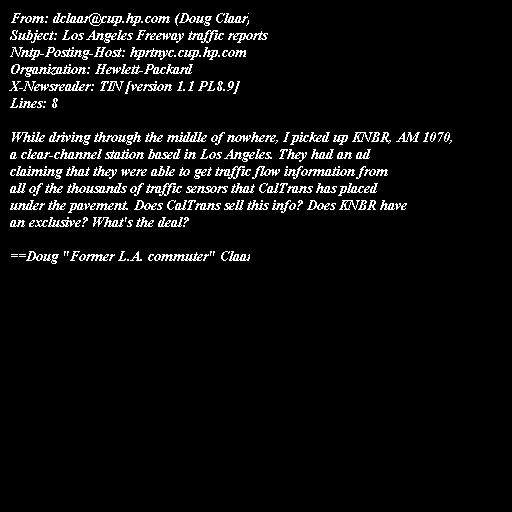 From: dclaar@cup.hp.com (Doug Claar)
Subject: Los Angeles Freeway traffic reports
Nntp-Posting-Host: hprtnyc.cup.hp.com
Organization: Hewlett-Packard
X-Newsreader: TIN [version 1.1 PL8.9]
Lines: 8

While driving through the middle of nowhere, I picked up KNBR, AM 1070,
a clear-channel station based in Los Angeles. They had an ad
claiming that they were able to get traffic flow information from
all of the thousands of traffic sensors that CalTrans has placed
under the pavement. Does CalTrans sell this info? Does KNBR have
an exclusive? What's the deal?

==Doug "Former L.A. commuter" Claar